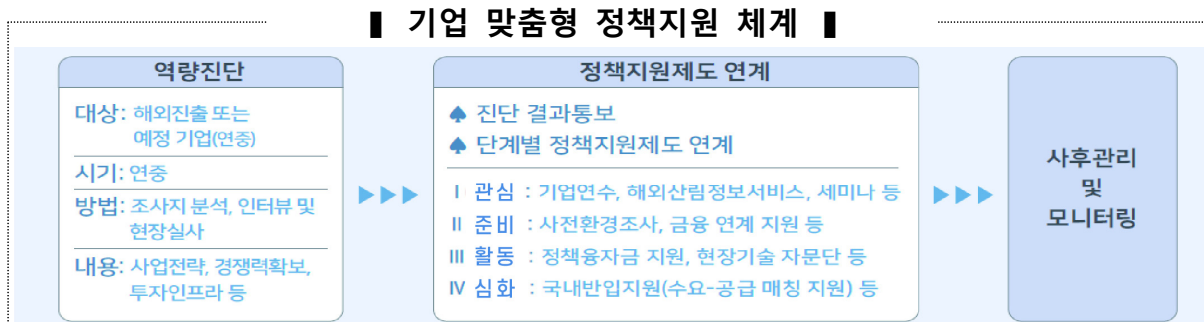 ▮ 기업 맞춤형 정책지원 체계 ▮
역량진단
대상: 해외진출 또는
예정 기업(연중)
시기: 연중
방법: 조사지 분석, 인터뷰 및
현장실사
내용: 사업전략, 경쟁력확보,
투자인프라 등
정책지원제도 연계
♠ 진단 결과통보
♠ 단계별 정책지원제도 연계
Ⅰ 관심 : 기업연수, 해외산림정보서비스, 세미나 등
Ⅱ 준비 : 사전환경조사, 금융 연계 지원 등
Ⅲ 활동 : 정책융자금 지원, 현장기술 자문단 등
Ⅳ 심화 : 국내반입지원(수요-공급 매칭 지원) 등
사후관리
및
모니터링